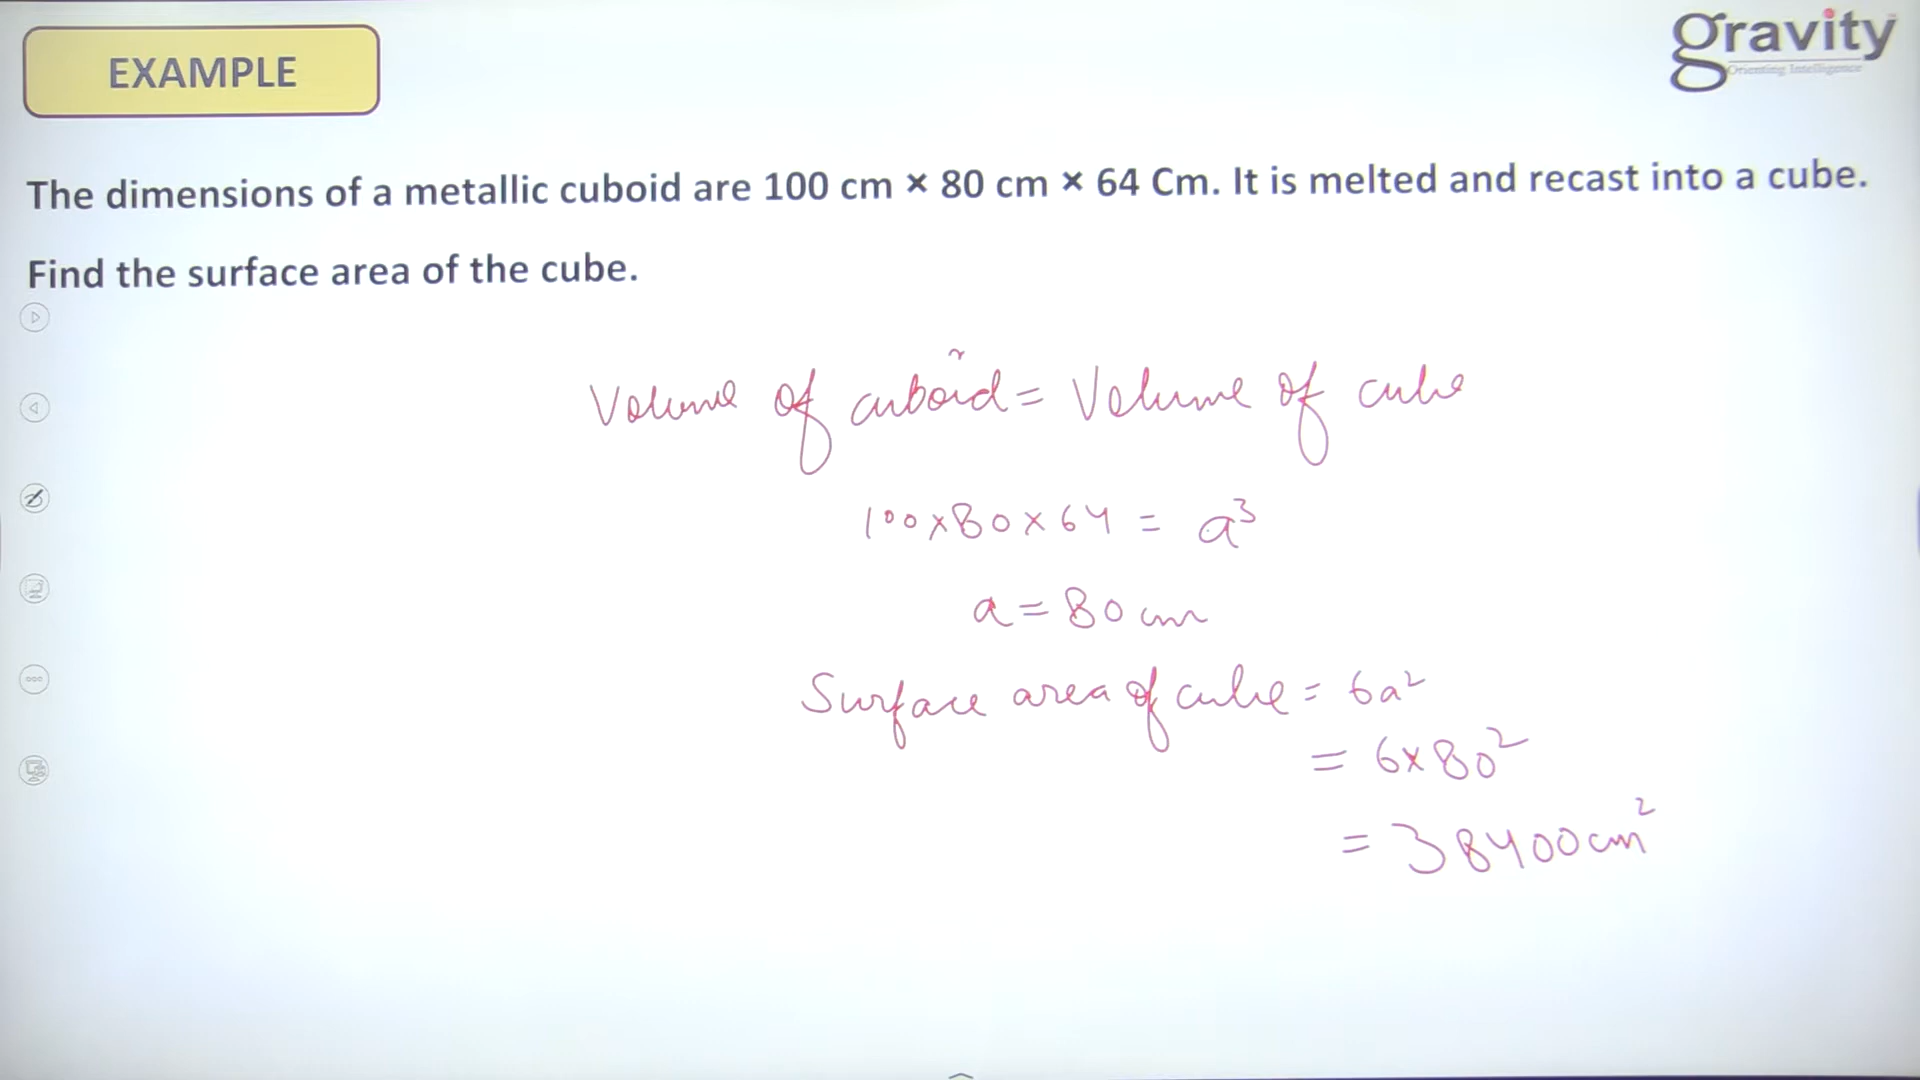 EXAMPLE
gravity
Orienting Intelligence
The dimensions of a metallic cuboid are 100 cm × 80 cm × 64 Cm. It is melted and recast into a cube.
Find the surface area of the cube.
Volume of cuboid = Volume of cube
100×80×64 = a³
a = 80 cm
Surface area of cube = 6a²
= 6×80²
= 38400 cm²